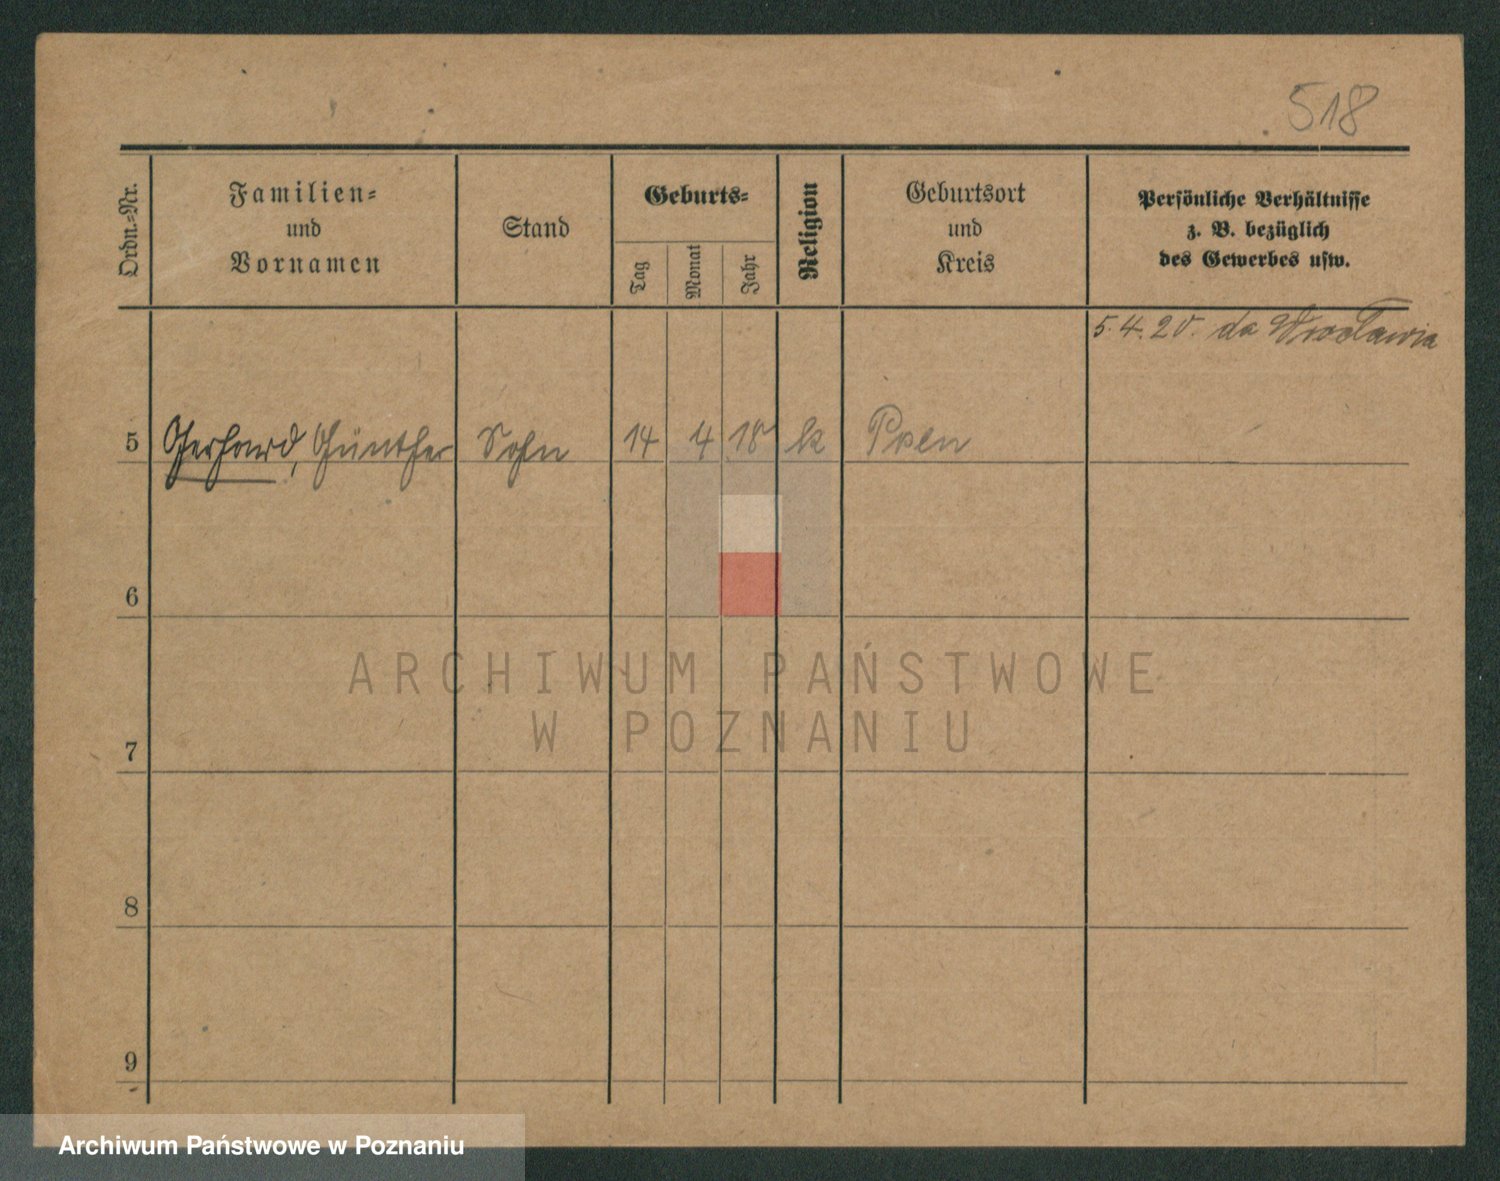 518
Ordn.=Nr.
Familien=
und
Vornamen
Stand
Geburts=
Tag
Monat
Jahr
Religion
Geburtsort
und
Kreis
Persönliche Verhältnisse
z. B. bezüglich
des Gewerbes usw.
5.4.20. do Wrocławia
5 Gerhard, Günther Sohn 14 4 18 k Posen
6
7
8
9
ARCHIWUM PAŃSTWOWE
W POZNANIU
Archiwum Państwowe w Poznaniu